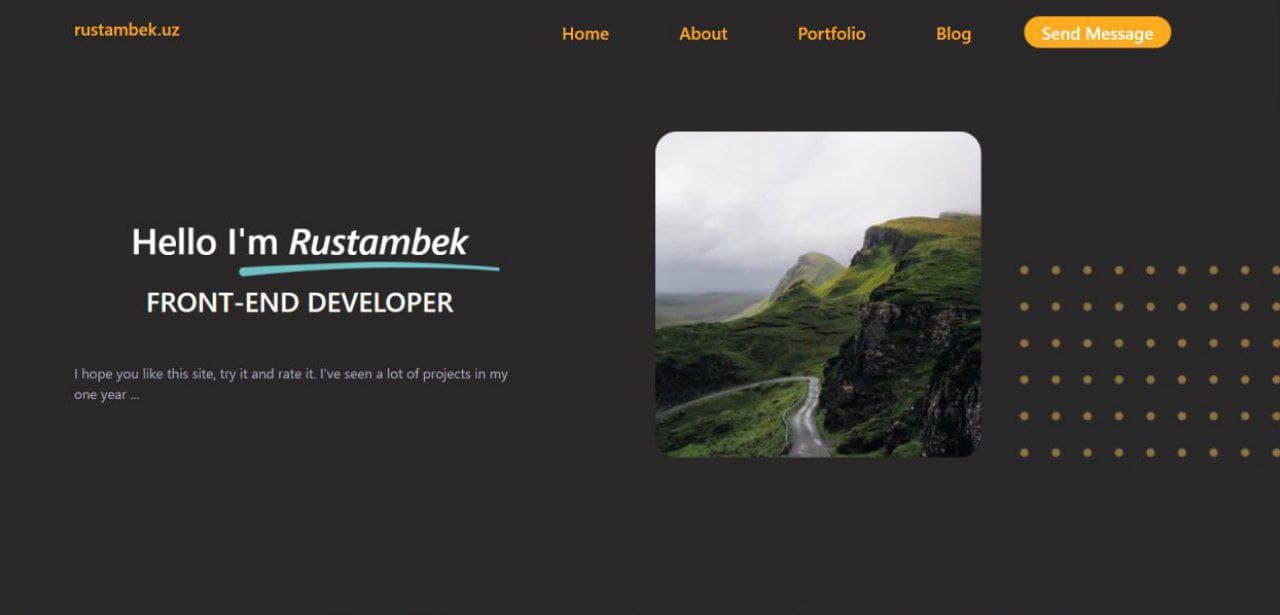 rustambek.uz
Home About Portfolio Blog Send Message
Hello I'm Rustambek
FRONT-END DEVELOPER
I hope you like this site, try it and rate it. I've seen a lot of projects in my
one year ...